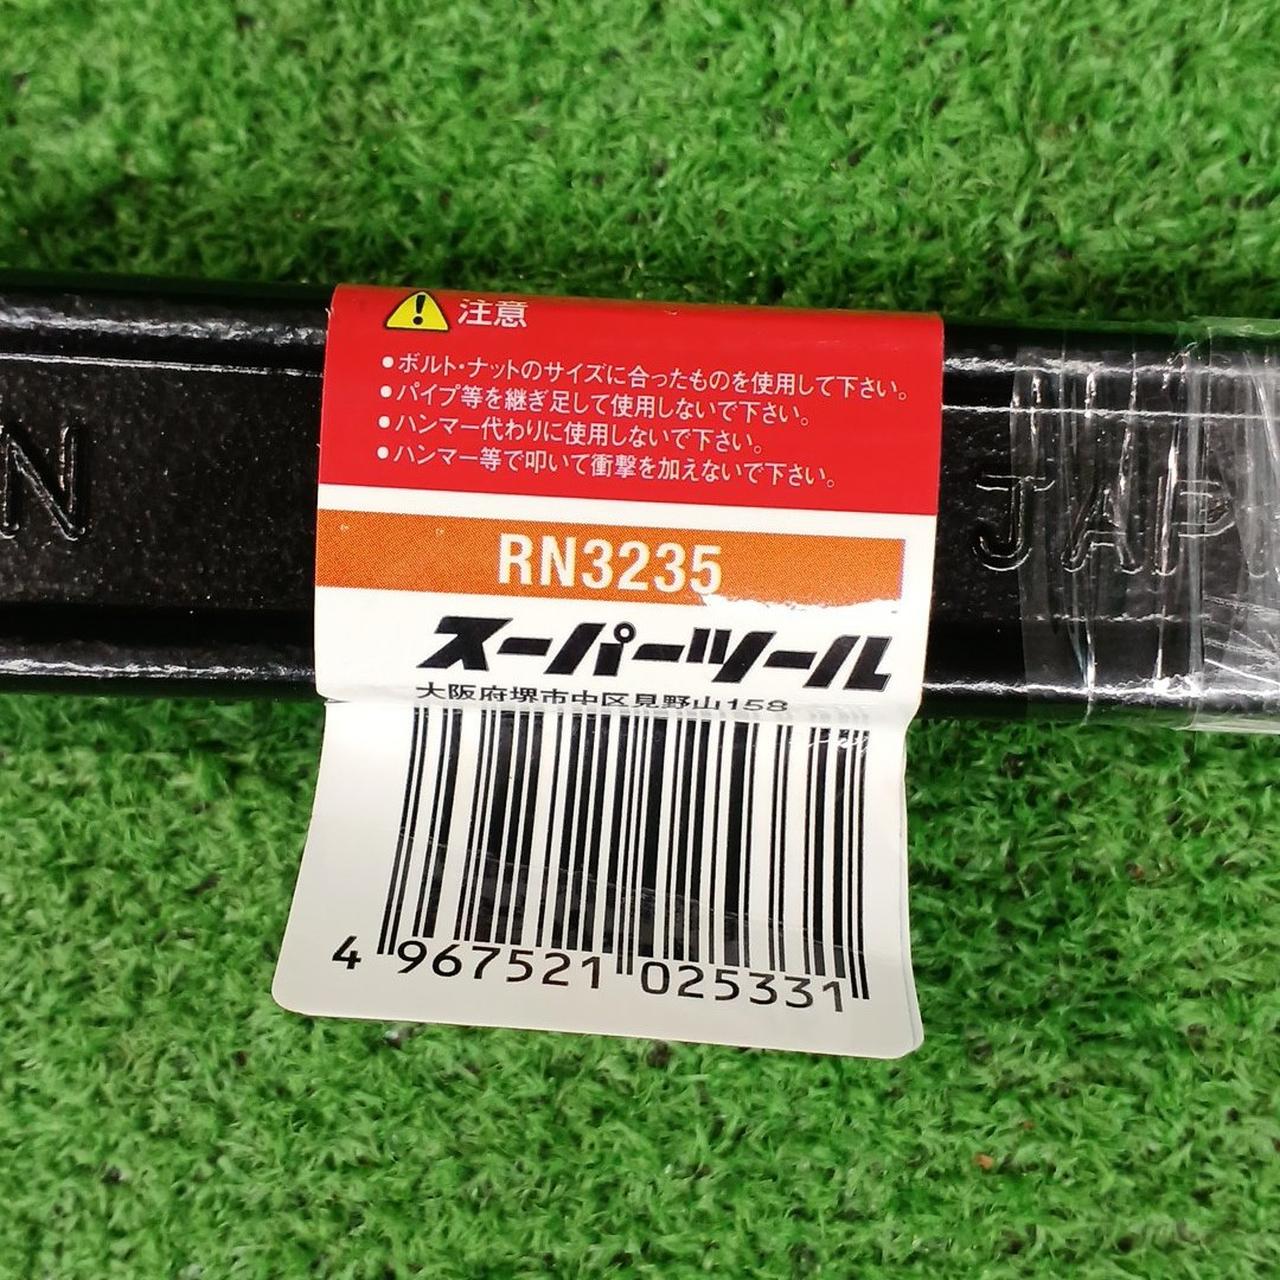 注意
●ボルト・ナットのサイズに合ったものを使用して下さい。
●パイプ等を継ぎ足して使用しないで下さい。
●ハンマー代わりに使用しないで下さい。
●ハンマー等で叩いて衝撃を加えないで下さい。
N
RN3235
JAP
スーパーツール
大阪府堺市中区見野山158
4 967521 025331